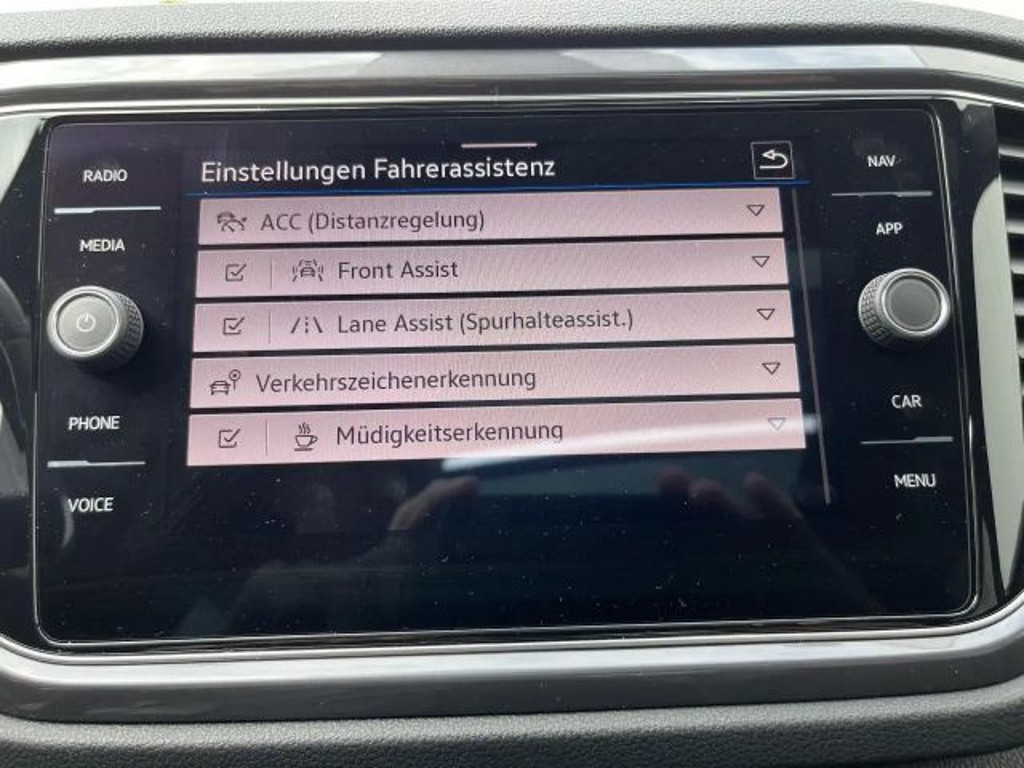 RADIO
MEDIA
PHONE
VOICE
Einstellungen Fahrerassistenz
ACC (Distanzregelung)
Front Assist
Lane Assist (Spurhalteassist.)
Verkehrszeichenerkennung
Müdigkeitserkennung
NAV
APP
CAR
MENU